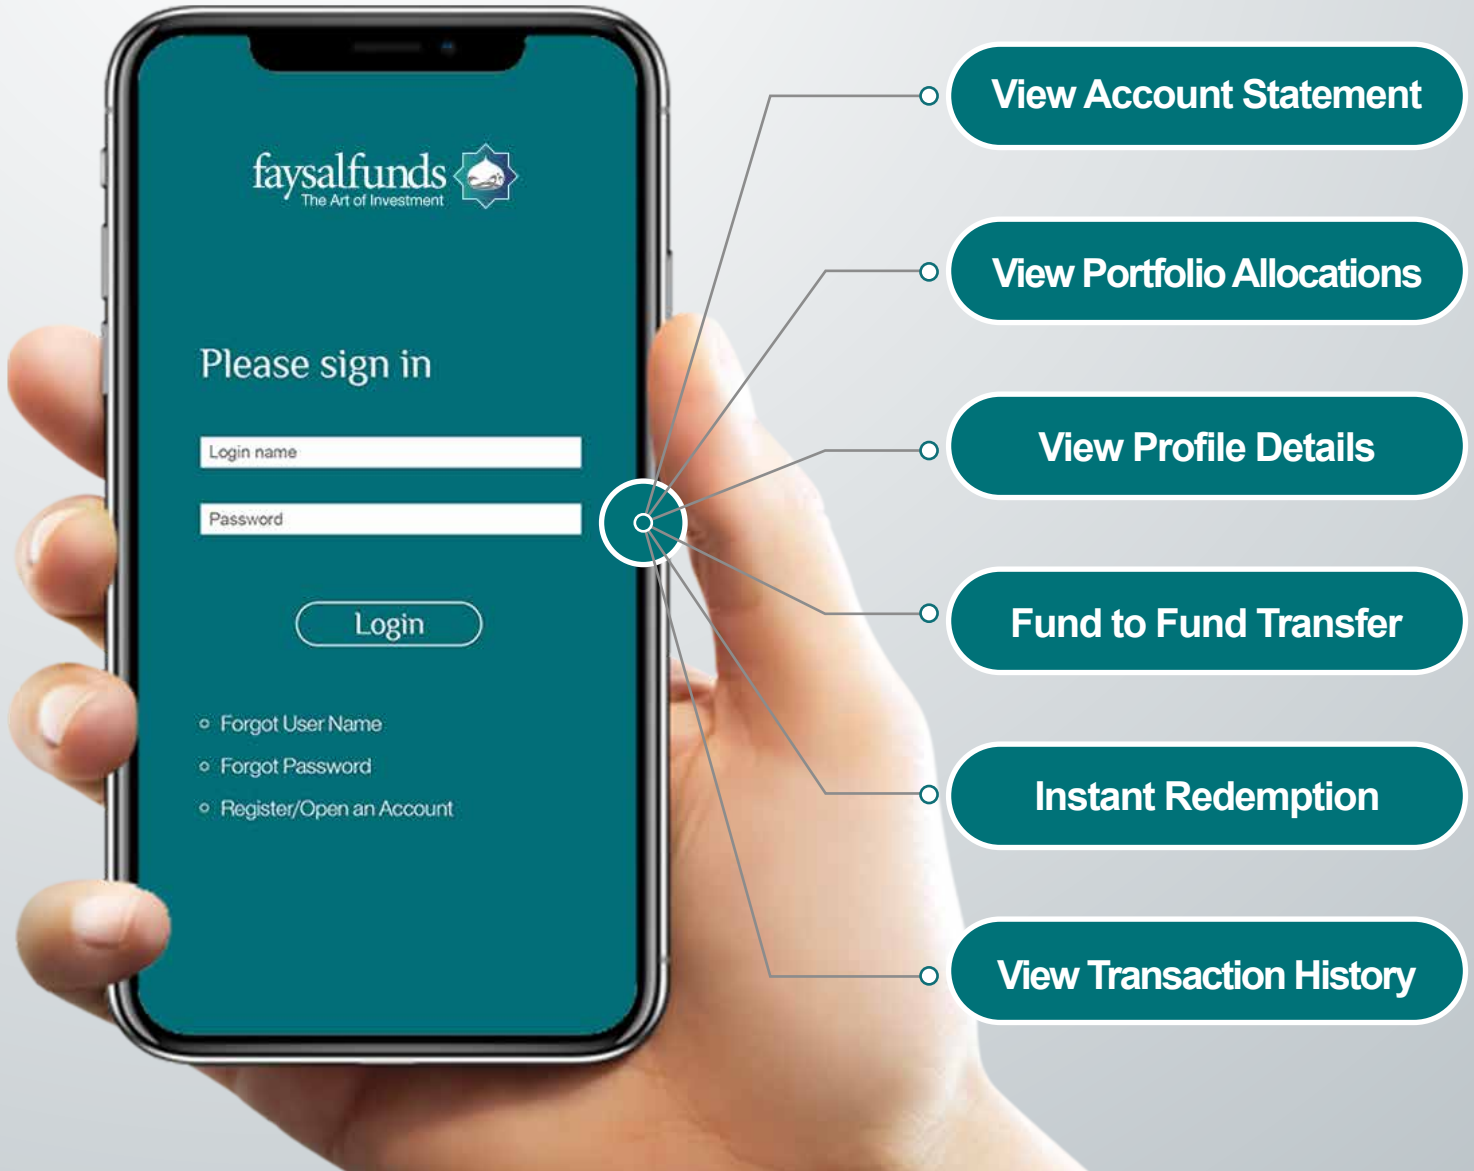 faysalfunds
The Art of Investment
Please sign in
Login name
Password
Login
Forgot User Name
Forgot Password
Register/Open an Account
View Account Statement
View Portfolio Allocations
View Profile Details
Fund to Fund Transfer
Instant Redemption
View Transaction History